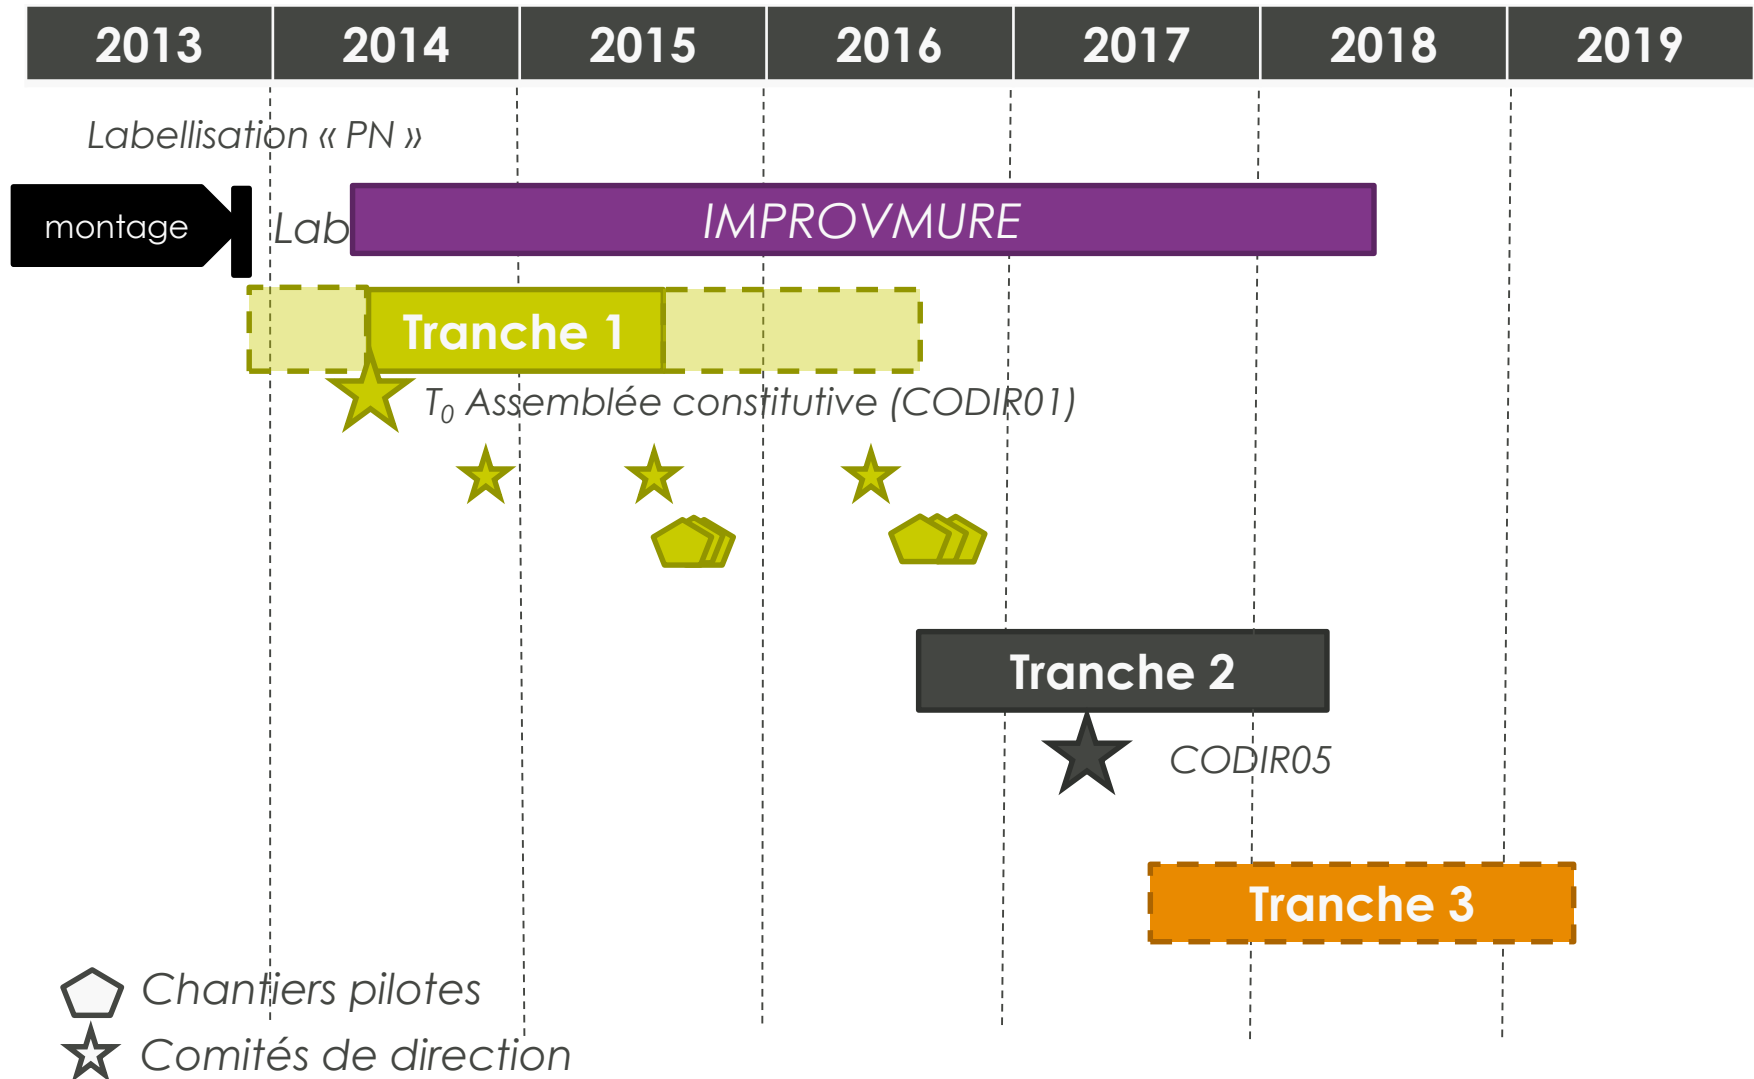 2013 2014 2015 2016 2017 2018 2019
Labellisation « PN »
montage
Lab
IMPROVMURE
Tranche 1
T0 Assemblée constitutive (CODIR01)
Tranche 2
CODIR05
Tranche 3
Chantiers pilotes
Comités de direction